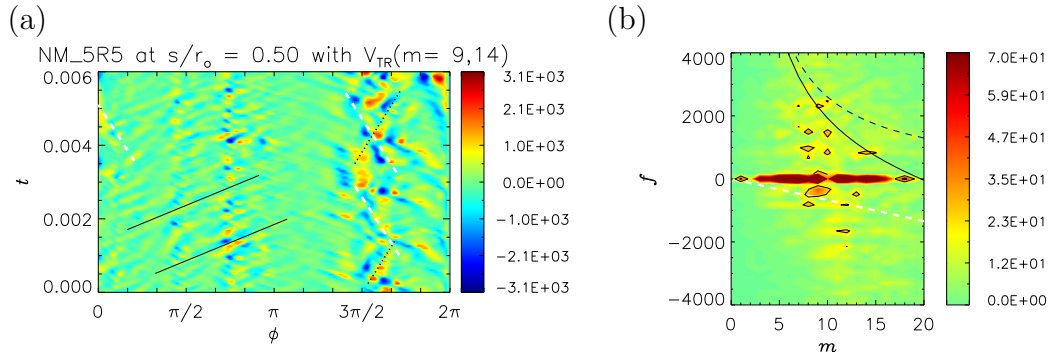 (a)
NM_5R5 at s/r_o = 0.50 with V_TR(m= 9,14)
0.006
0.004
0.002
0.000
t
0
π/2
π
3π/2
2π
ϕ
3.1E+03
2.1E+03
1.0E+03
0.0E+00
−1.0E+03
−2.1E+03
−3.1E+03
(b)
4000
2000
0
−2000
−4000
f
0
5
10
15
20
m
7.0E+01
5.9E+01
4.7E+01
3.5E+01
2.3E+01
1.2E+01
0.0E+00